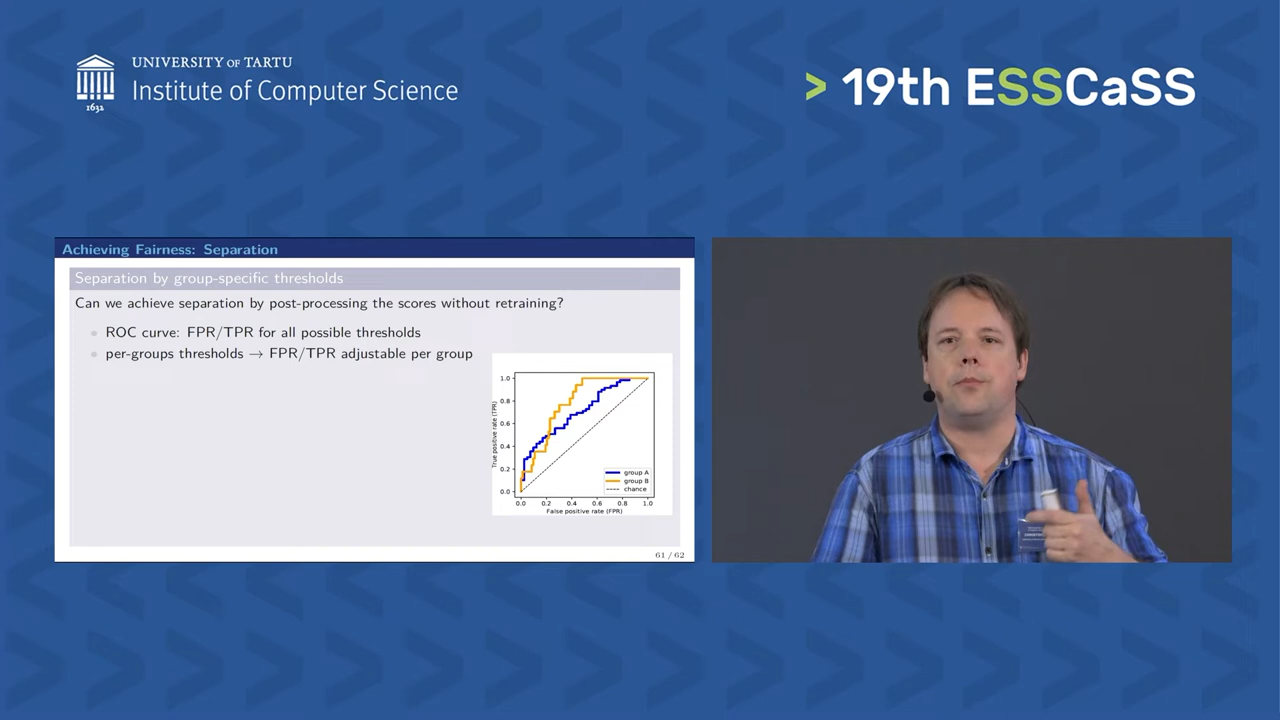 UNIVERSITY OF TARTU
Institute of Computer Science
1632
> 19th ESSCaSS
Achieving Fairness: Separation
Separation by group-specific thresholds
Can we achieve separation by post-processing the scores without retraining?
ROC curve: FPR/TPR for all possible thresholds
per-groups thresholds → FPR/TPR adjustable per group
True positive rate (TPR)
1.0
0.8
0.6
0.4
0.2
0.0
group A
group B
chance
0.0 0.2 0.4 0.6 0.8 1.0
False positive rate (FPR)
61 / 62